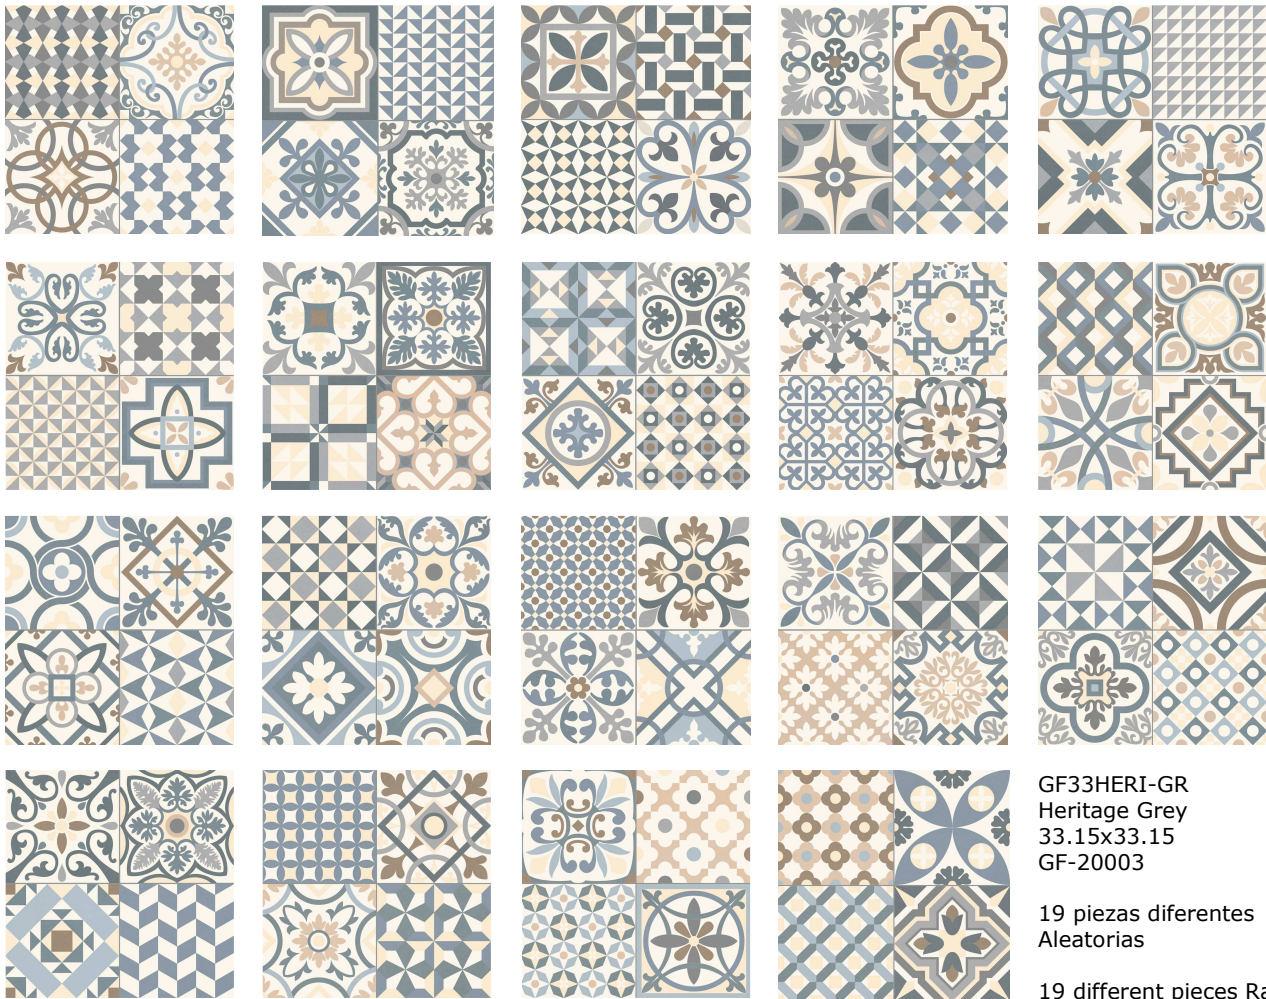 GF33HERI-GR
Heritage Grey
33.15x33.15
GF-20003
19 piezas diferentes
Aleatorias
19 different pieces